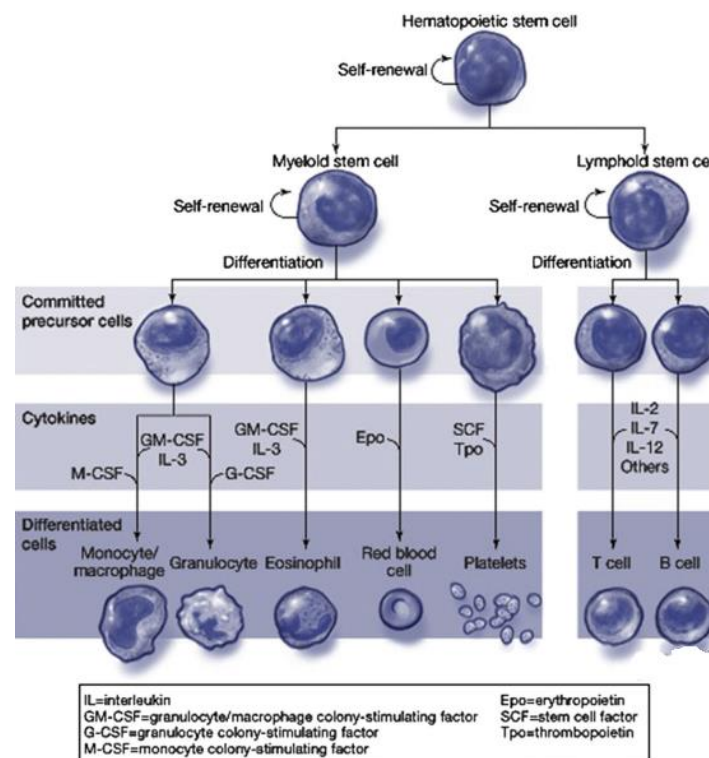 Hematopoietic stem cell
Self-renewal
Myeloid stem cell
Lymphoid stem ce
Self-renewal
Self-renewal
Differentiation
Differentiation
Committed
precursor cells
Cytokines
GM-CSF
IL-3
M-CSF
G-CSF
GM-CSF
IL-3
Epo
SCF
Tpo
IL-2
IL-7
IL-12
Others
Differentiated
cells
Monocyte/
macrophage
Granulocyte
Eosinophil
Red blood
cell
Platelets
T cell
B cell
IL=interleukin
GM-CSF=granulocyte/macrophage colony-stimulating factor
G-CSF=granulocyte colony-stimulating factor
M-CSF=monocyte colony-stimulating factor
Epo=erythropoietin
SCF=stem cell factor
Tpo=thrombopoietin